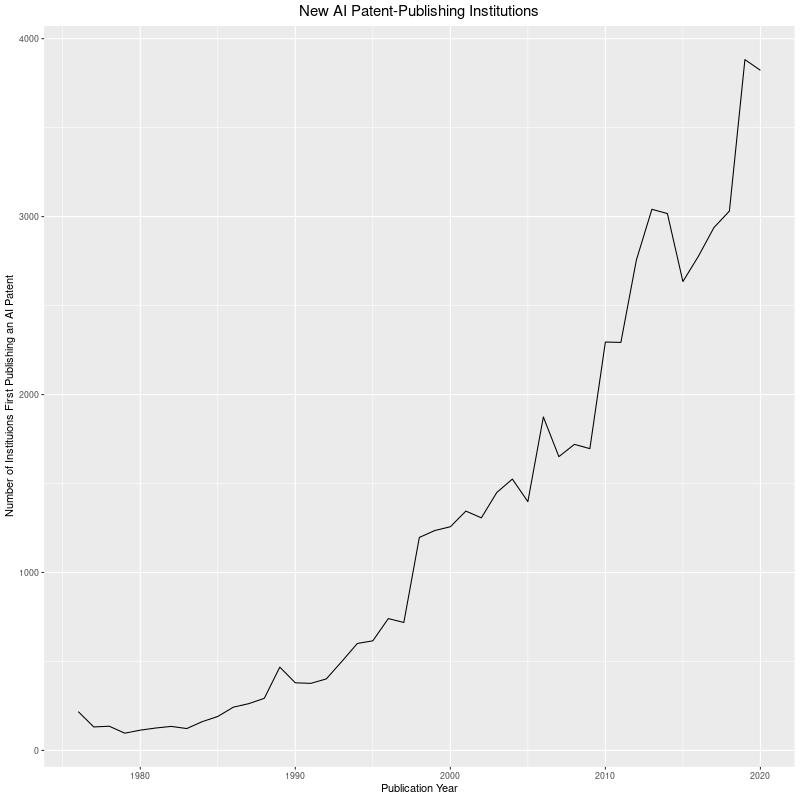 New AI Patent-Publishing Institutions
Number of Instituions First Publishing an AI Patent
4000
3000
2000
1000
0
1980 1990 2000 2010 2020
Publication Year